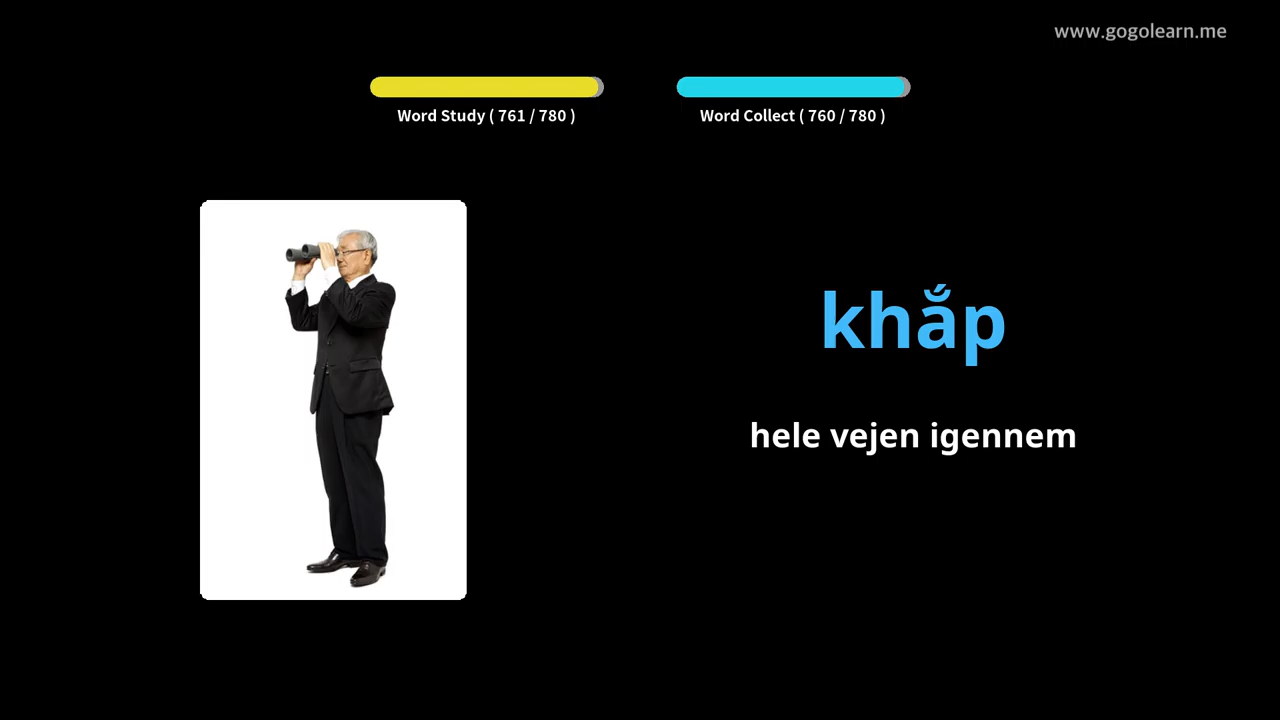 www.gogolearn.me
Word Study ( 761 / 780 )
Word Collect ( 760 / 780 )
khắp
hele vejen igennem